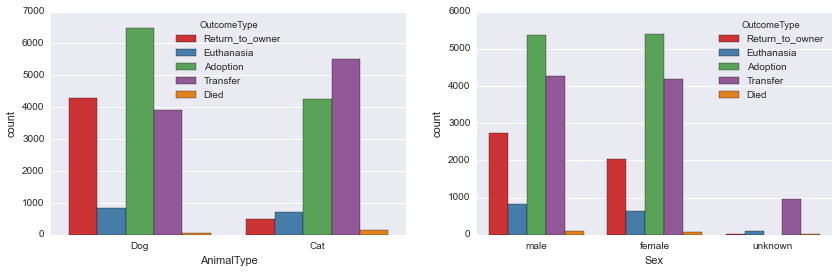 7000
6000
5000
4000
3000
2000
1000
0
count
OutcomeType
Return_to_owner
Euthanasia
Adoption
Transfer
Died
Dog
Cat
AnimalType
6000
5000
4000
3000
2000
1000
0
count
OutcomeType
Return_to_owner
Euthanasia
Adoption
Transfer
Died
male
female
unknown
Sex